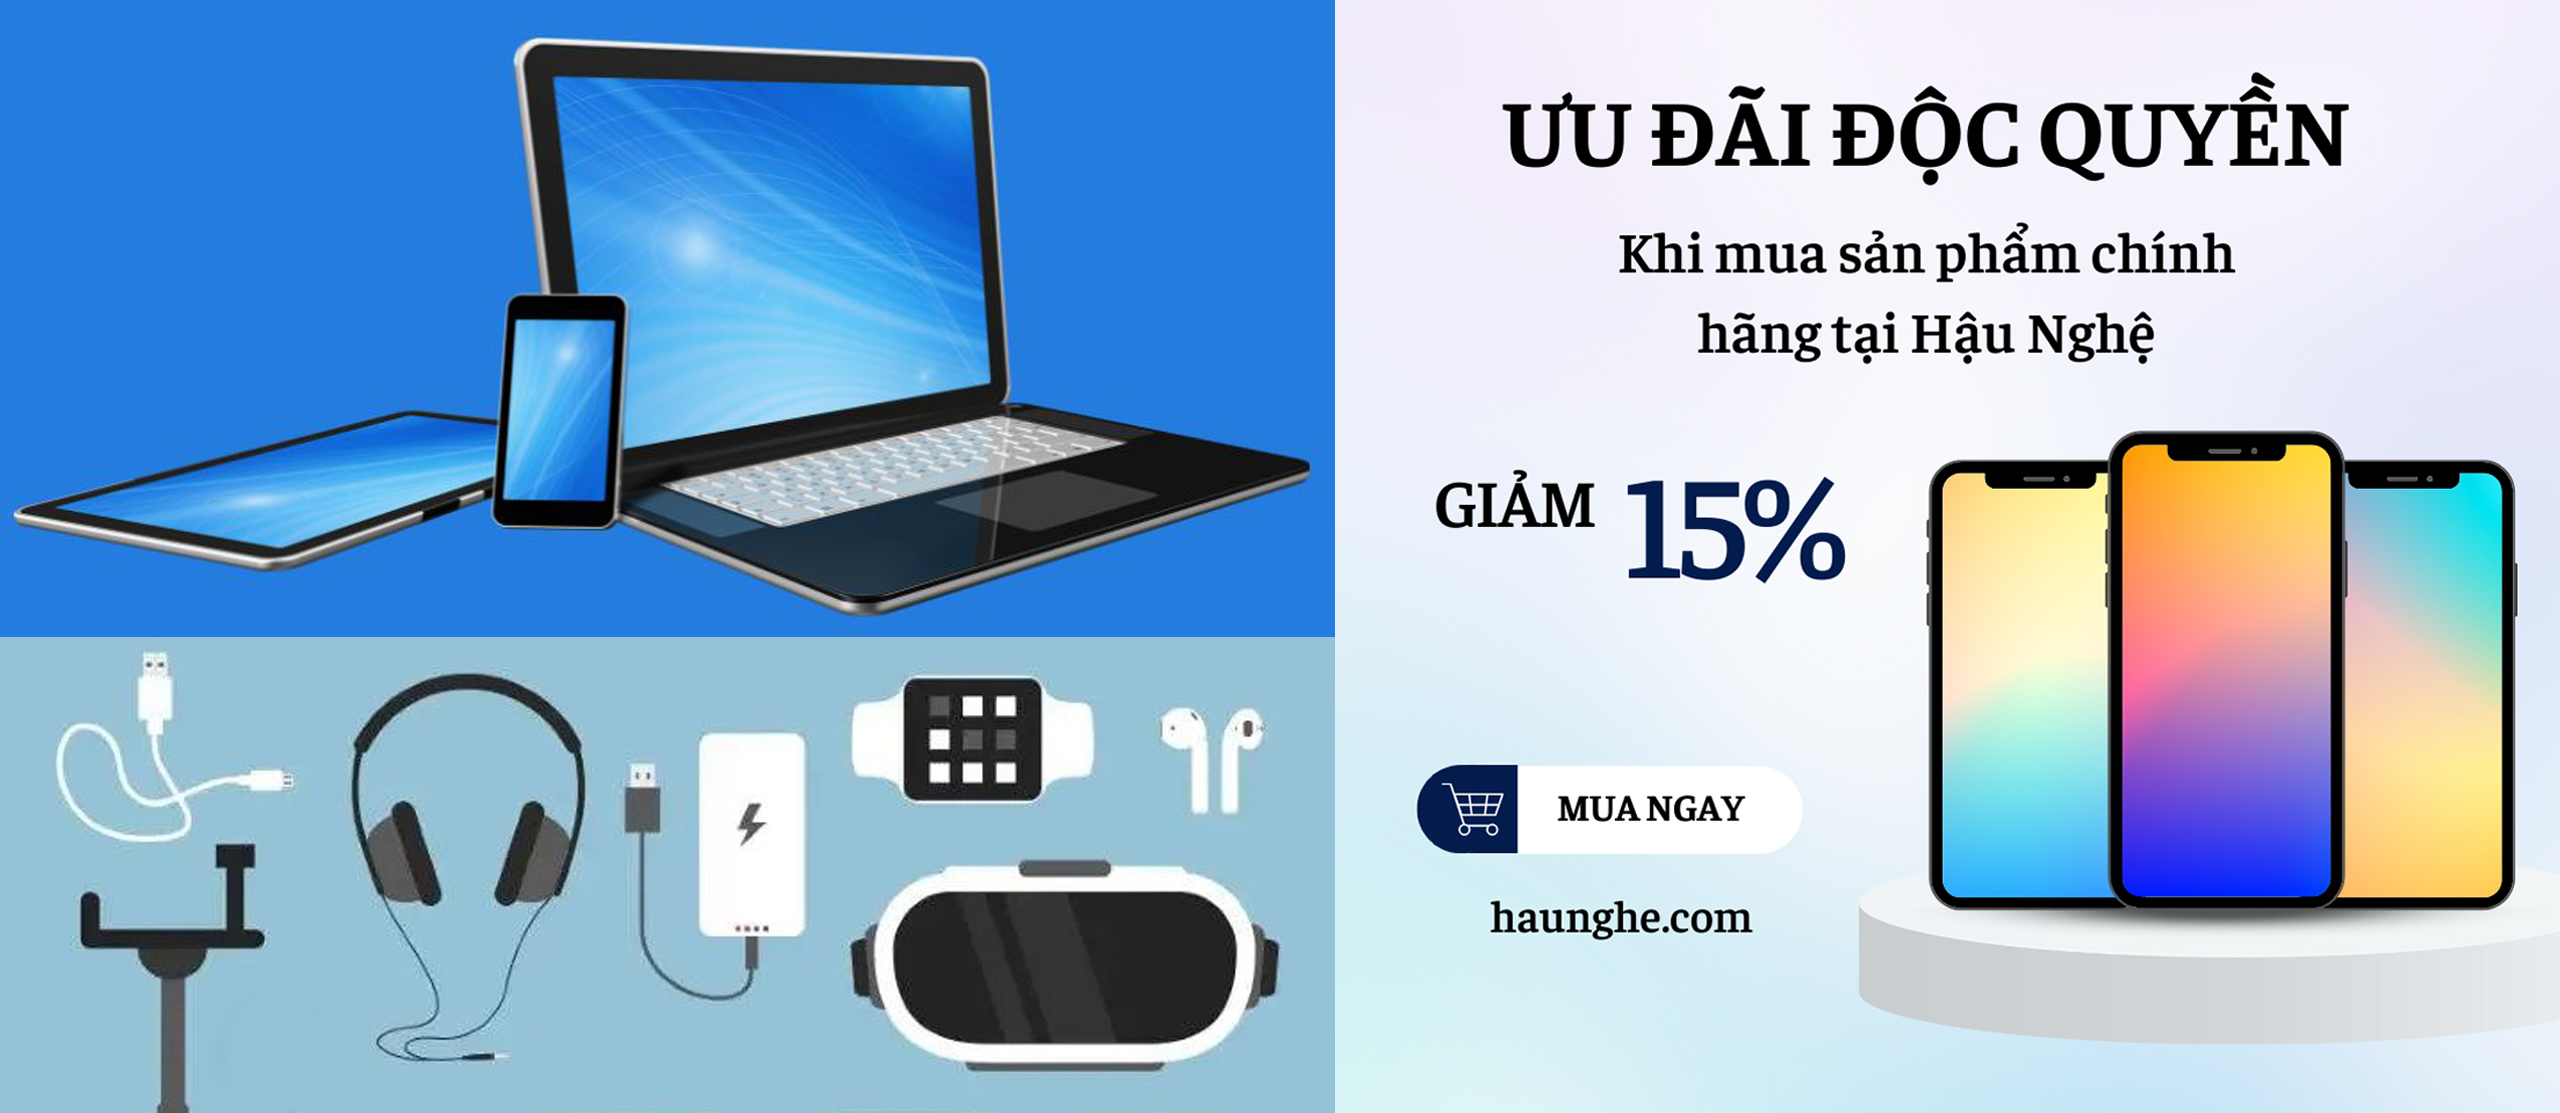 ƯU ĐÃI ĐỘC QUYỀN
Khi mua sản phẩm chính
hãng tại Hậu Nghệ
GIẢM 15%
MUA NGAY
haunghe.com